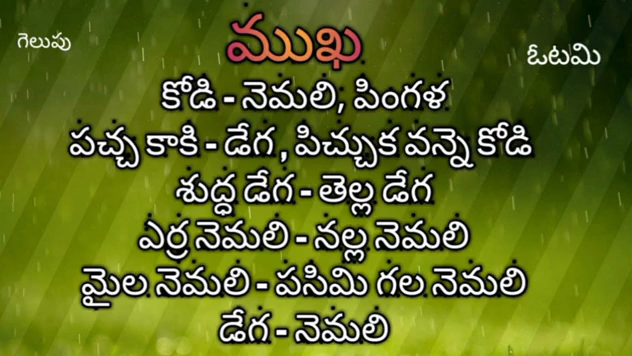 ముఖ
గెలుపు
ఓటమి
కోడి - నెమలి, పింగళ
పచ్చ కాకి - డేగ , పిచ్చుక వన్నె కోడి
శుద్ధ డేగ - తెల్ల డేగ
ఎర్ర నెమలి - నల్ల నెమలి
మైల నెమలి - పసిమి గల నెమలి
డేగ - నెమలి